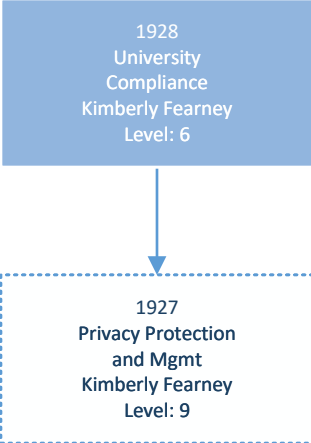 1928
University
Compliance
Kimberly Fearney
Level: 6
1927
Privacy Protection
and Mgmt
Kimberly Fearney
Level: 9